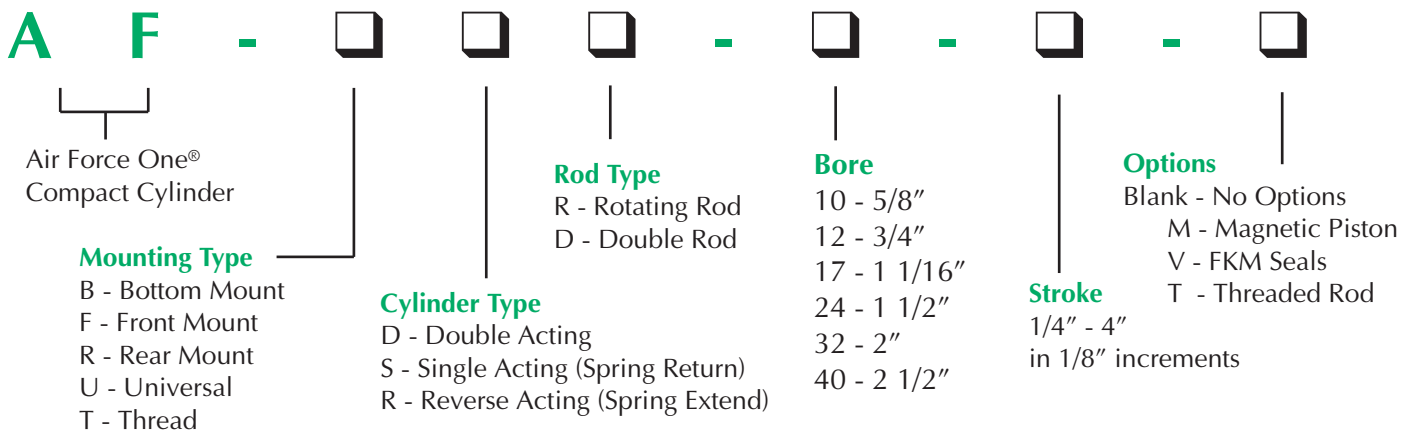 A F - ❑ ❑ ❑ - ❑ - ❑ - ❑
Air Force One®
Compact Cylinder
Mounting Type
B - Bottom Mount
F - Front Mount
R - Rear Mount
U - Universal
T - Thread
Cylinder Type
D - Double Acting
S - Single Acting (Spring Return)
R - Reverse Acting (Spring Extend)
Rod Type
R - Rotating Rod
D - Double Rod
Bore
10 - 5/8″
12 - 3/4″
17 - 1 1/16″
24 - 1 1/2″
32 - 2″
40 - 2 1/2″
Stroke
1/4″ - 4″
in 1/8″ increments
Options
Blank - No Options
M - Magnetic Piston
V - FKM Seals
T - Threaded Rod